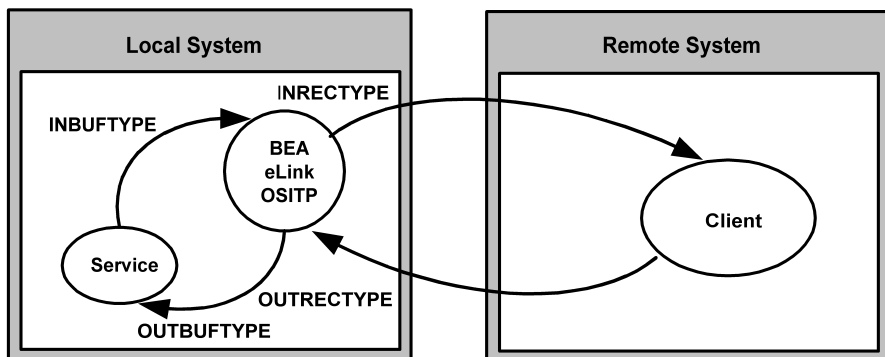 Local System
Remote System
INRECTYPE
INBUFTYPE
BEA
eLink
OSITP
Client
Service
OUTRECTYPE
OUTBUFTYPE